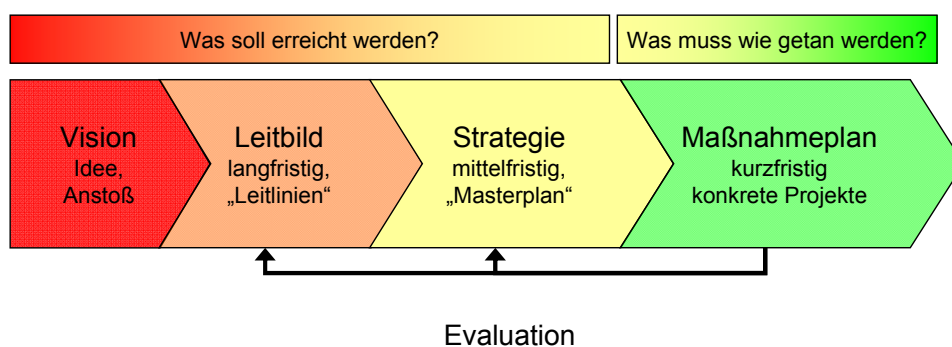 Was soll erreicht werden?
Was muss wie getan werden?
Vision
Idee,
Anstoß
Leitbild
langfristig,
„Leitlinien“
Strategie
mittelfristig,
„Masterplan“
Maßnahmeplan
kurzfristig
konkrete Projekte
Evaluation